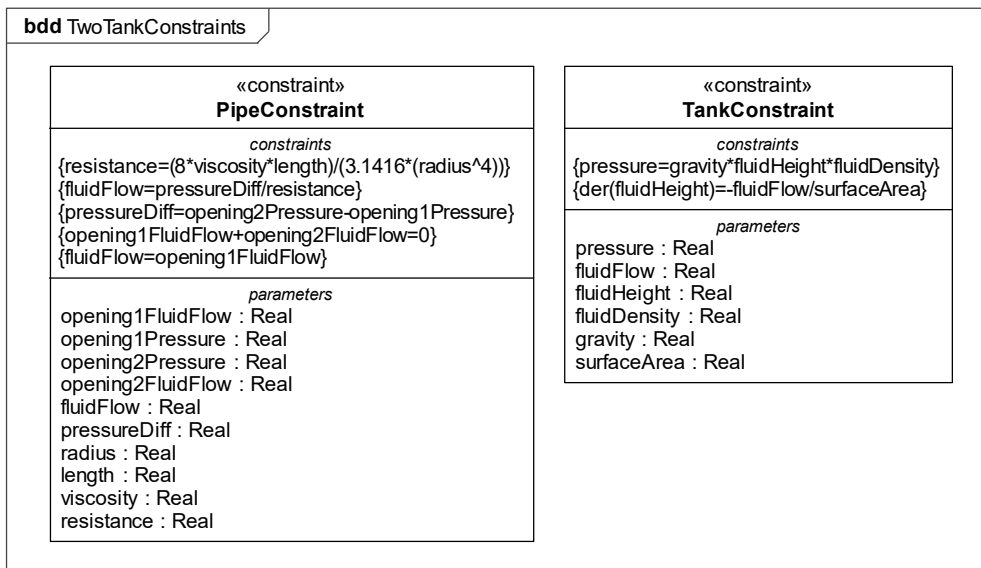 bdd TwoTankConstraints
«constraint»
PipeConstraint
constraints
{resistance=(8*viscosity*length)/(3.1416*(radius^4))}
{fluidFlow=pressureDiff/resistance}
{pressureDiff=opening2Pressure-opening1Pressure}
{opening1FluidFlow+opening2FluidFlow=0}
{fluidFlow=opening1FluidFlow}
parameters
opening1FluidFlow : Real
opening1Pressure : Real
opening2Pressure : Real
opening2FluidFlow : Real
fluidFlow : Real
pressureDiff : Real
radius : Real
length : Real
viscosity : Real
resistance : Real
«constraint»
TankConstraint
constraints
{pressure=gravity*fluidHeight*fluidDensity}
{der(fluidHeight)=-fluidFlow/surfaceArea}
parameters
pressure : Real
fluidFlow : Real
fluidHeight : Real
fluidDensity : Real
gravity : Real
surfaceArea : Real